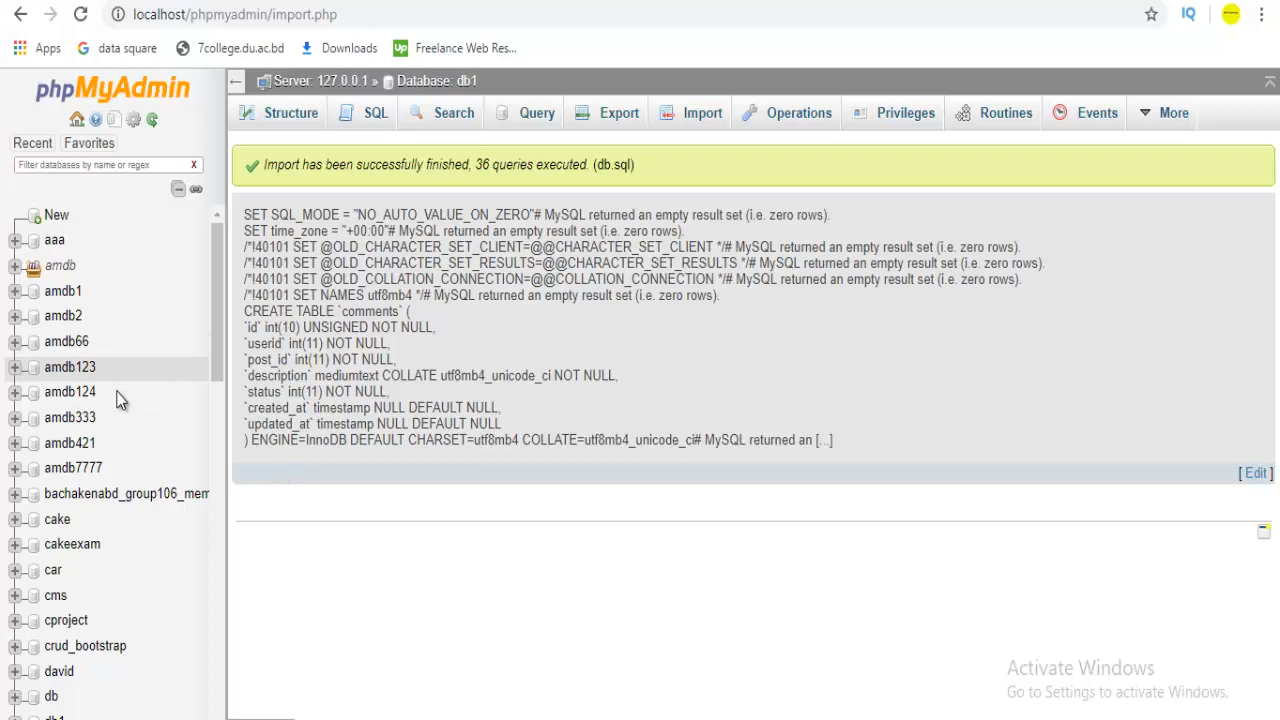 localhost/phpmyadmin/import.php
Apps
data square
7college.du.ac.bd
Downloads
Up Freelance Web Res...
phpMyAdmin
Recent Favorites
Filter databases by name or regex X
New
aaa
amdb
amdb1
amdb2
amdb66
amdb123
amdb124
amdb333
amdb421
amdb7777
bachakenabd_group106_mem
cake
cakeexam
car
cms
cproject
crud_bootstrap
david
db
db1
Server: 127.0.0.1 » Database: db1
Structure SQL Search Query Export Import Operations Privileges Routines Events More
Import has been successfully finished, 36 queries executed. (db.sql)
SET SQL_MODE = "NO_AUTO_VALUE_ON_ZERO"# MySQL returned an empty result set (i.e. zero rows).
SET time_zone = "+00:00"# MySQL returned an empty result set (i.e. zero rows).
/*!40101 SET @OLD_CHARACTER_SET_CLIENT=@@CHARACTER_SET_CLIENT */# MySQL returned an empty result set (i.e. zero rows).
/*!40101 SET @OLD_CHARACTER_SET_RESULTS=@@CHARACTER_SET_RESULTS */# MySQL returned an empty result set (i.e. zero rows).
/*!40101 SET @OLD_COLLATION_CONNECTION=@@COLLATION_CONNECTION */# MySQL returned an empty result set (i.e. zero rows).
/*!40101 SET NAMES utf8mb4 */# MySQL returned an empty result set (i.e. zero rows).
CREATE TABLE `comments` (
`id` int(10) UNSIGNED NOT NULL,
`userid` int(11) NOT NULL,
`post_id` int(11) NOT NULL,
`description` mediumtext COLLATE utf8mb4_unicode_ci NOT NULL,
`status` int(11) NOT NULL,
`created_at` timestamp NULL DEFAULT NULL,
`updated_at` timestamp NULL DEFAULT NULL
) ENGINE=InnoDB DEFAULT CHARSET=utf8mb4 COLLATE=utf8mb4_unicode_ci# MySQL returned an [...]
[ Edit ]
Activate Windows
Go to Settings to activate Windows.